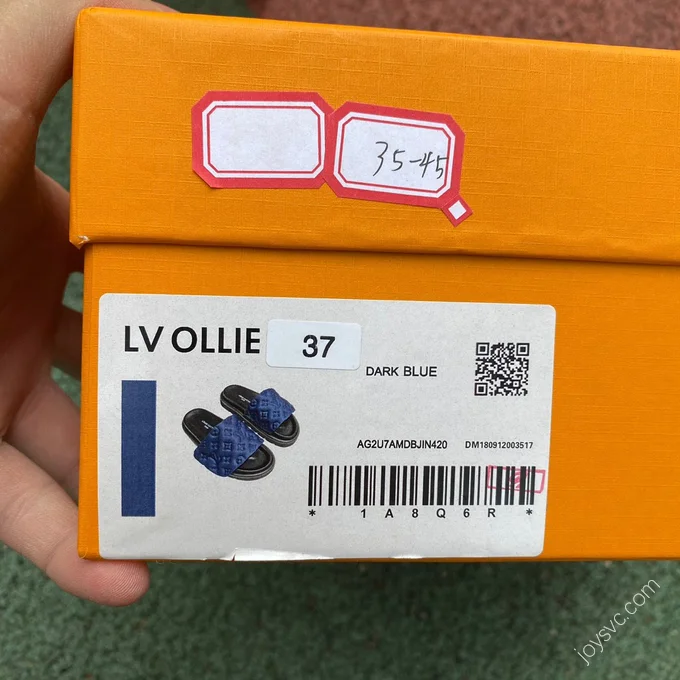 35-45
LV OLLIE 37
DARK BLUE
AG2U7AMDBJIN420 DM180912003517
* 1 A 8 Q 6 R *
joysvc.com